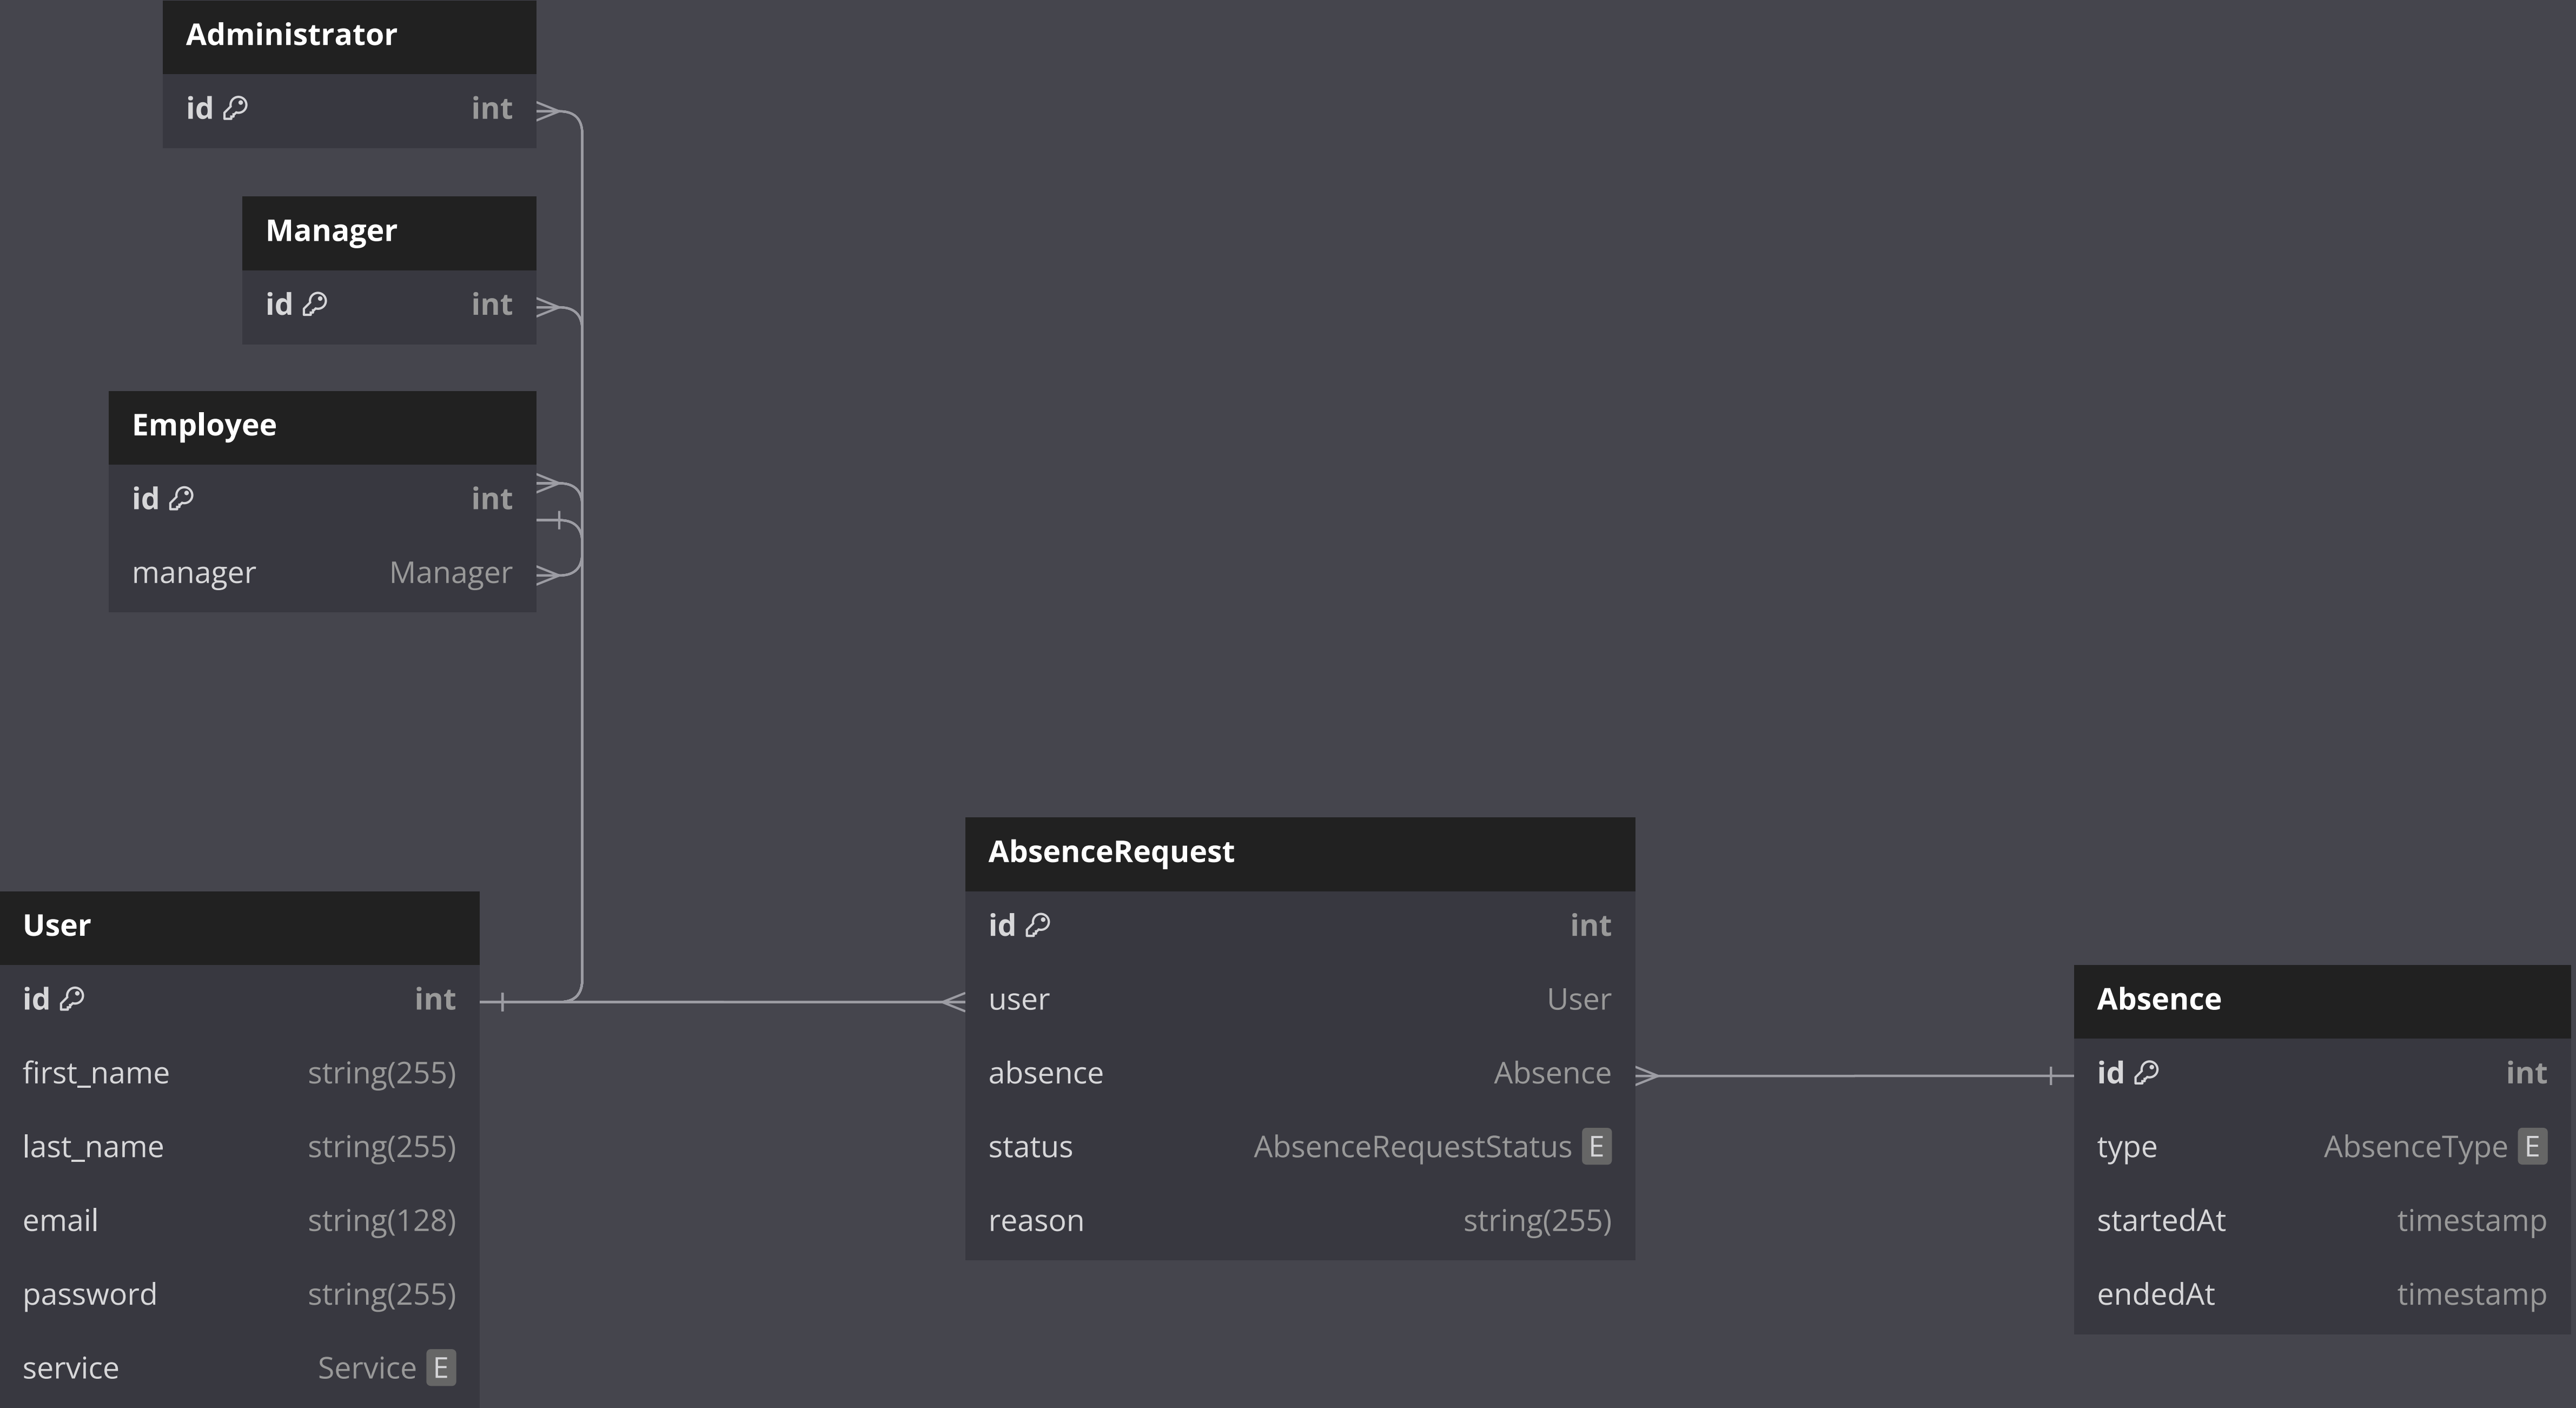 Administrator
id int
Manager
id int
Employee
id int
manager Manager
User
id int
first_name string(255)
last_name string(255)
email string(128)
password string(255)
service Service E
AbsenceRequest
id int
user User
absence Absence
status AbsenceRequestStatus E
reason string(255)
Absence
id int
type AbsenceType E
startedAt timestamp
endedAt timestamp